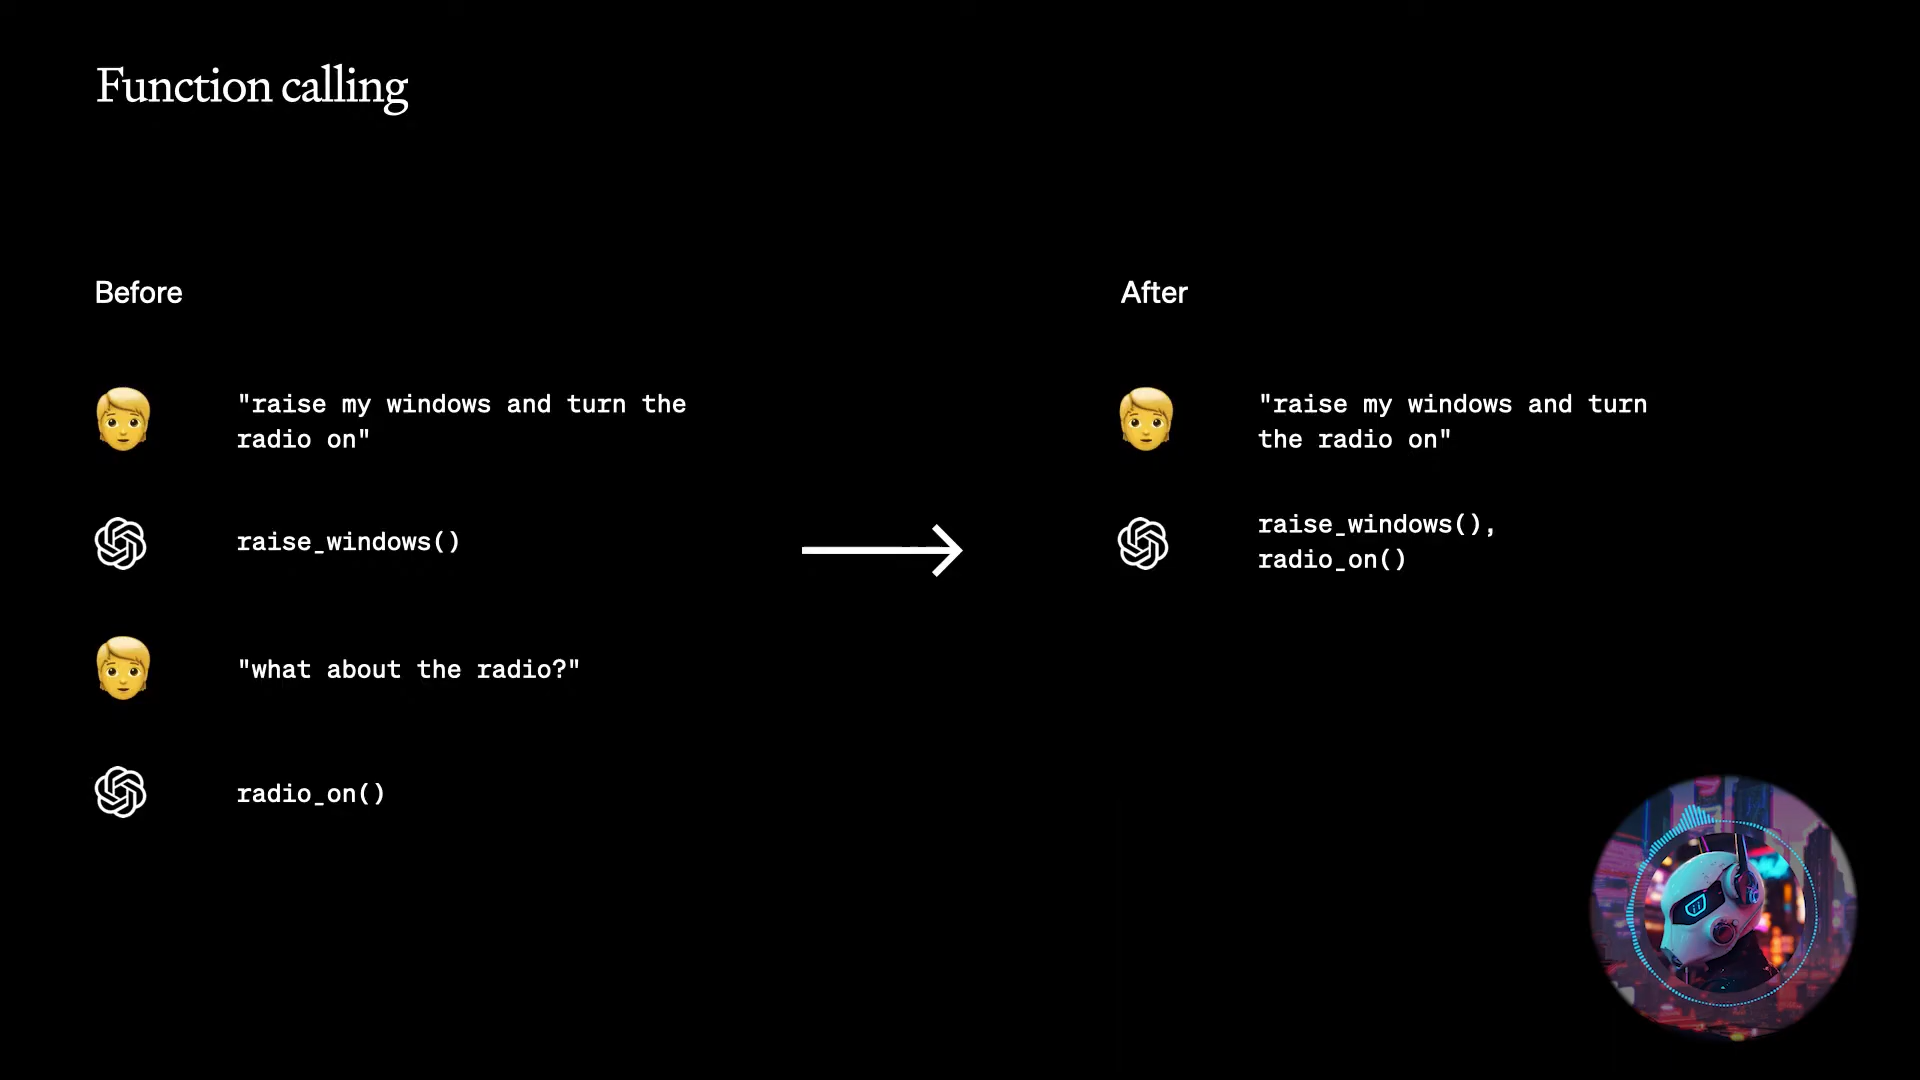 Function calling
Before
"raise my windows and turn the
radio on"
raise_windows()
"what about the radio?"
radio_on()
After
"raise my windows and turn
the radio on"
raise_windows(),
radio_on()